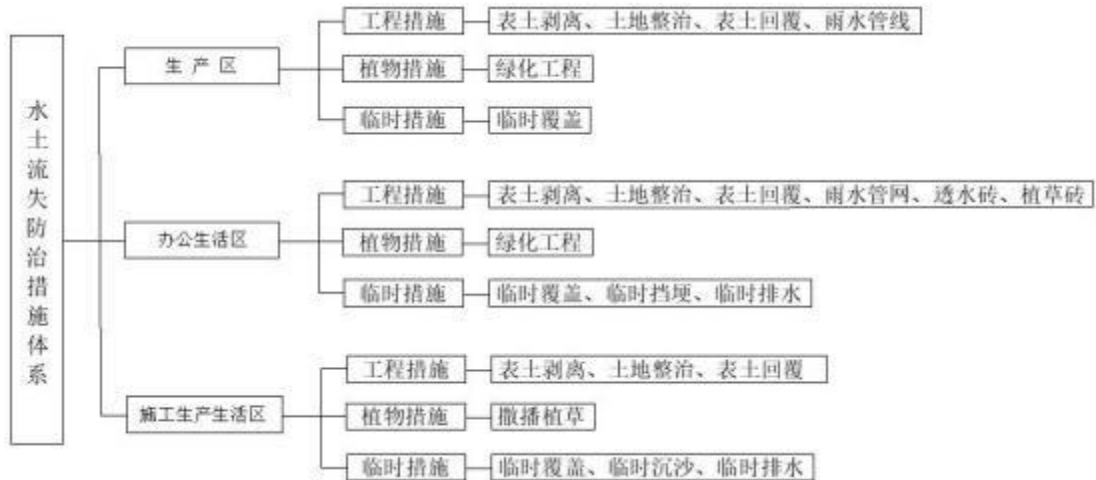 水土流失防治措施体系
生产区
工程措施
表土剥离、土地整治、表土回覆、雨水管线
植物措施
绿化工程
临时措施
临时覆盖
办公生活区
工程措施
表土剥离、土地整治、表土回覆、雨水管网、透水砖、植草砖
植物措施
绿化工程
临时措施
临时覆盖、临时挡埂、临时排水
施工生产生活区
工程措施
表土剥离、土地整治、表土回覆
植物措施
撒播植草
临时措施
临时覆盖、临时沉沙、临时排水